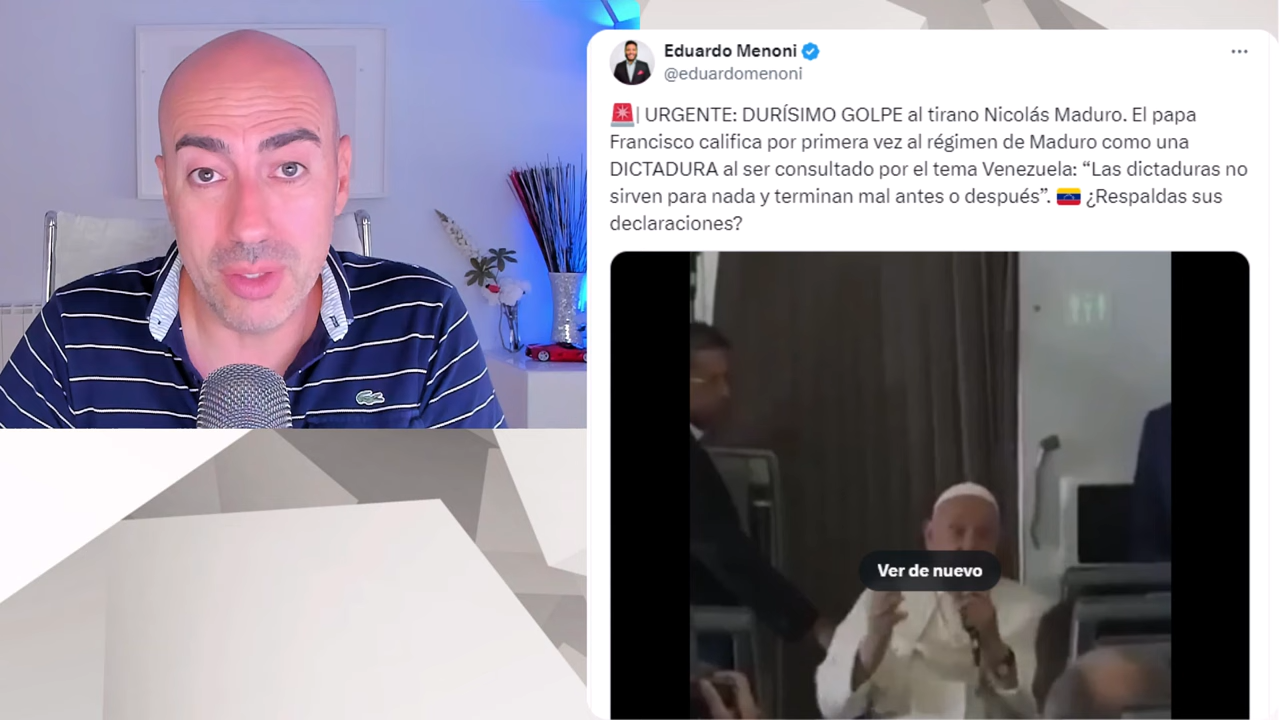 Eduardo Menoni
@eduardomenoni
🚨| URGENTE: DURÍSIMO GOLPE al tirano Nicolás Maduro. El papa
Francisco califica por primera vez al régimen de Maduro como una
DICTADURA al ser consultado por el tema Venezuela: “Las dictaduras no
sirven para nada y terminan mal antes o después”. 🇻🇪 ¿Respaldas sus
declaraciones?
Ver de nuevo